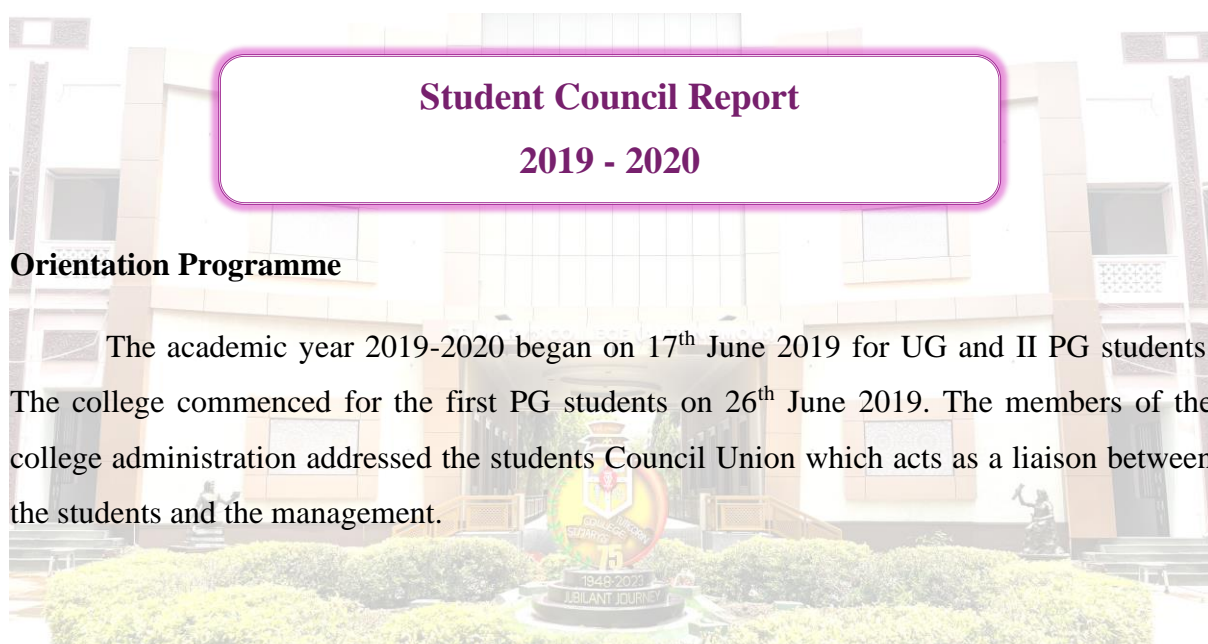 Student Council Report
2019 - 2020
Orientation Programme
The academic year 2019-2020 began on 17th June 2019 for UG and II PG students
The college commenced for the first PG students on 26th June 2019. The members of the
college administration addressed the students Council Union which acts as a liaison between
the students and the management.
75
1948-2023
JUBILANT JOURNEY